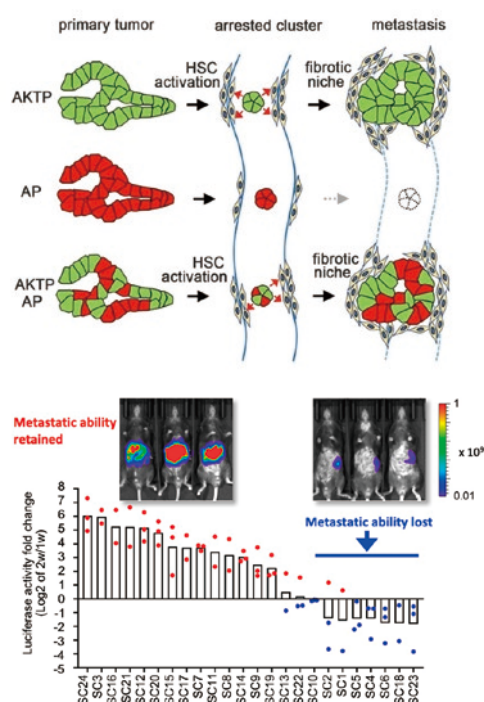 primary tumor
arrested cluster
metastasis
HSC
activation
fibrotic
niche
AKTP
AP
HSC
activation
fibrotic
niche
AKTP
AP
Metastatic ability
retained
1
x 10⁹
0.01
Metastatic ability lost
Luciferase activity fold change
(Log2 of 2w/1w)
8
7
6
5
4
3
2
1
0
-1
-2
-3
-4
-5
SC24
SC3
SC16
SC21
SC12
SC20
SC15
SC17
SC7
SC11
SC8
SC14
SC9
SC19
SC13
SC22
SC10
SC2
SC1
SC5
SC4
SC6
SC18
SC23